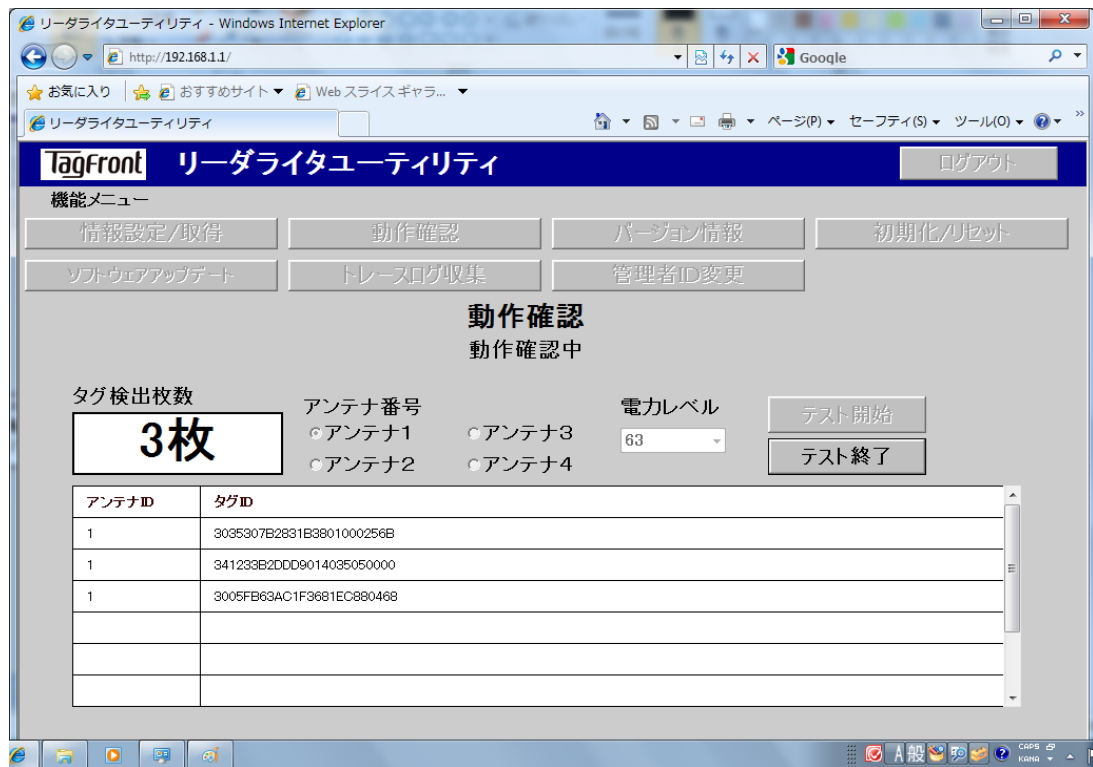 リーダライタユーティリティ - Windows Internet Explorer
http://192.168.1.1/
Google
お気に入り おすすめサイト Web スライス ギャラ...
リーダライタユーティリティ ページ(P) セーフティ(S) ツール(O)
TagFront リーダライタユーティリティ ログアウト
機能メニュー
情報設定/取得 動作確認 バージョン情報 初期化/リセット
ソフトウェアアップデート トレースログ収集 管理者ID変更
動作確認
動作確認中
タグ検出枚数 アンテナ番号 電力レベル
3枚 アンテナ1 アンテナ3 63 テスト開始
アンテナ2 アンテナ4 テスト終了
アンテナID タグID
1 3035307B2831B3801000256B
1 341233B2DDD9014035050000
1 3005FB63AC1F3681EC880468
A 般 CAPS KANA